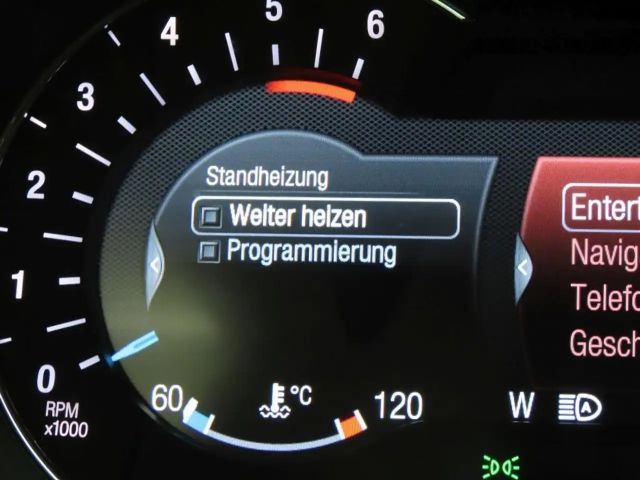 5
4
6
3
2
1
0
RPM
x1000
Standheizung
Weiter heizen
Programmierung
60
°C
120
W
A